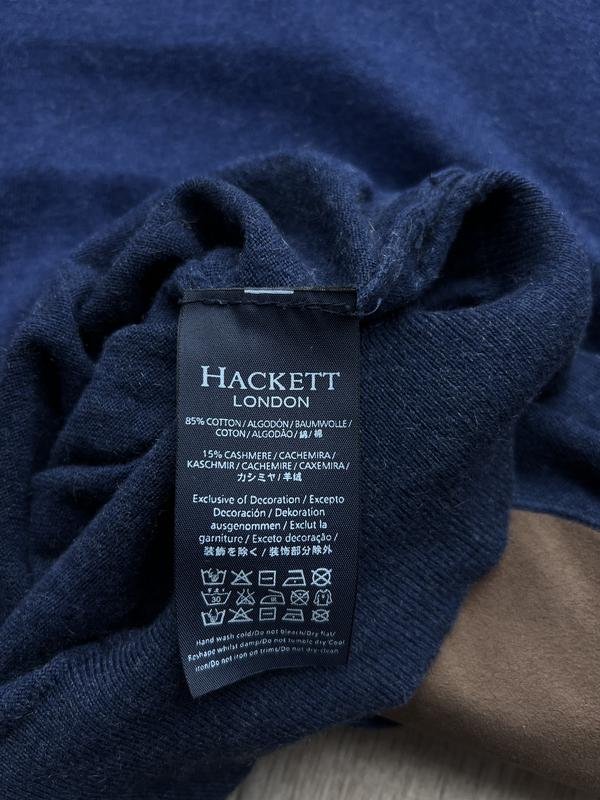 HACKETT
LONDON
85% COTTON / ALGODÓN / BAUMWOLLE /
COTON / ALGODÃO / 綿 / 棉
15% CASHMERE / CACHEMIRA /
KASCHMIR / CACHEMIRE / CAXEMIRA /
カシミヤ / 羊绒
Exclusive of Decoration / Excepto
Decoración / Dekoration
ausgenommen / Exclut la
garniture / Exceto decoração /
装飾を除く / 装饰部分除外
30
Hand wash cold/Do not bleach/Dry flat/
Reshape whilst damp/Do not tumble dry/Cool
iron/Do not iron on trims/Do not dry-clean